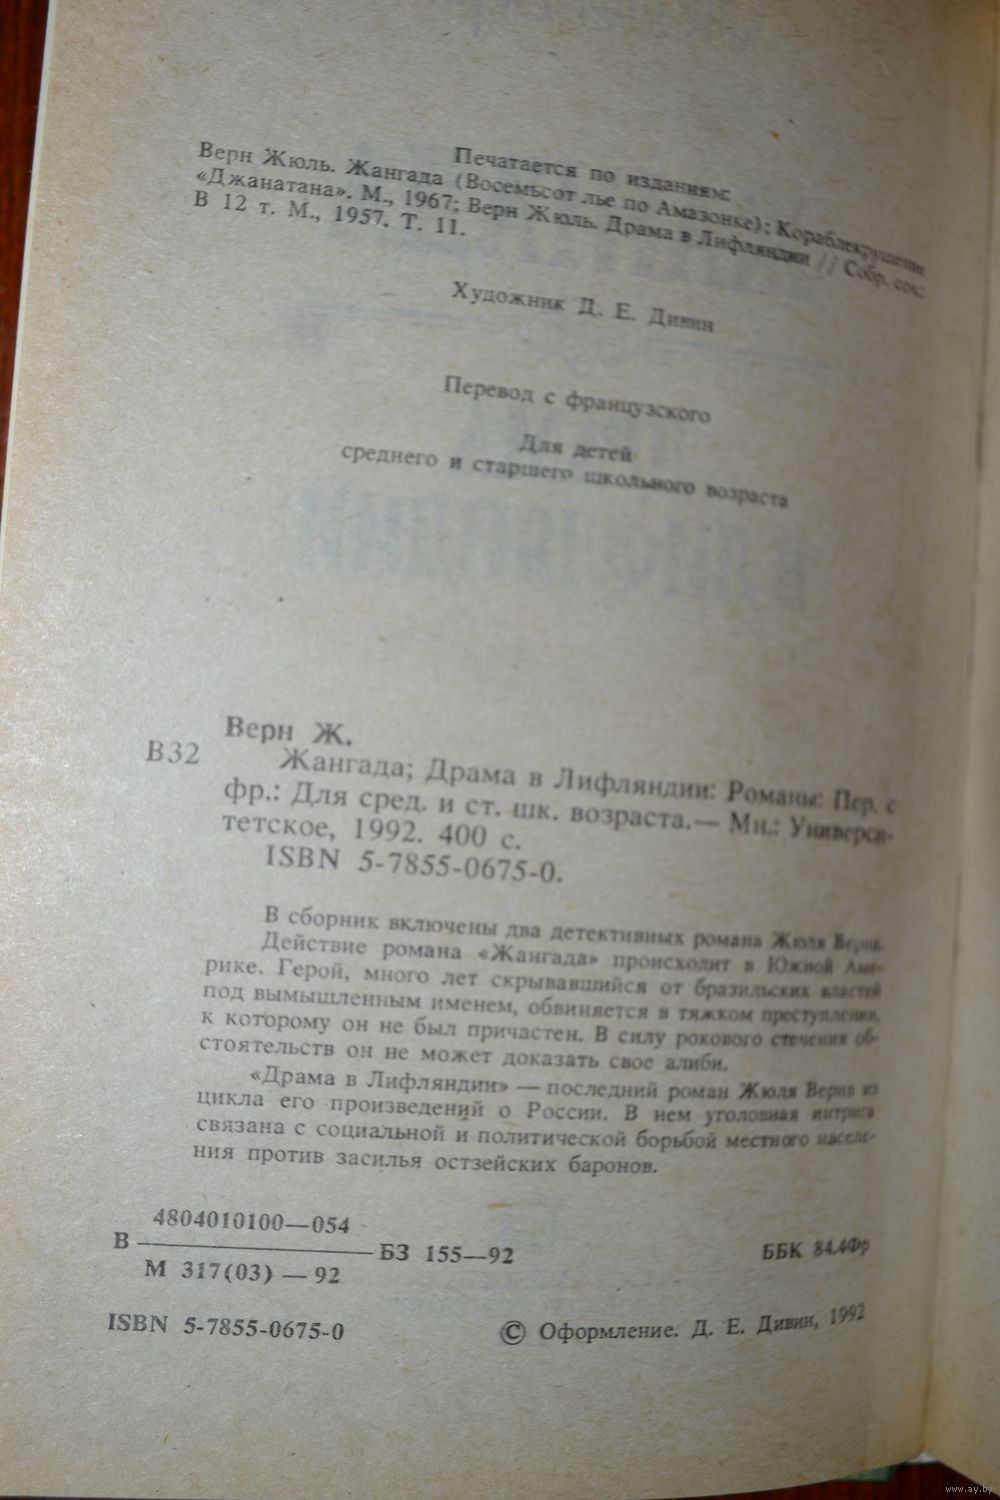 Печатается по изданиям:
Верн Жюль. Жангада (Восемьсот лье по Амазонке); Кораблекрушение
«Джанатана». М., 1967; Верн Жюль. Драма в Лифляндии // Собр. соч.:
В 12 т. М., 1957. Т. 11.
Художник Д. Е. Дивин
Перевод с французского
Для детей
среднего и старшего школьного возраста
Верн Ж.
В32
Жангада; Драма в Лифляндии: Романы: Пер. с
фр.: Для сред. и ст. шк. возраста.— Мн.: Универси-
тетское, 1992. 400 с.
ISBN 5-7855-0675-0.
В сборник включены два детективных романа Жюля Верна.
Действие романа «Жангада» происходит в Южной Аме-
рике. Герой, много лет скрывавшийся от бразильских властей
под вымышленным именем, обвиняется в тяжком преступлении,
к которому он не был причастен. В силу рокового стечения об-
стоятельств он не может доказать свое алиби.
«Драма в Лифляндии» — последний роман Жюля Верна из
цикла его произведений о России. В нем уголовная интрига
связана с социальной и политической борьбой местного населе-
ния против засилья остзейских баронов.
4804010100—054
В БЗ 155—92
М 317(03) — 92
ББК 84.4Фр
ISBN 5-7855-0675-0
© Оформление. Д. Е. Дивин, 1992
www.ay.by